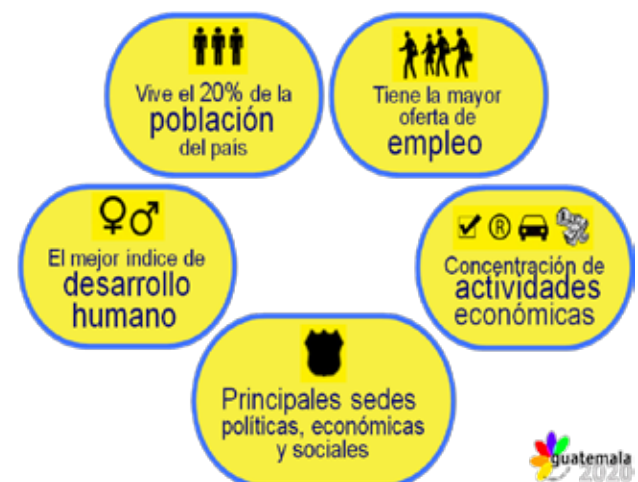 Vive el 20% de la
población
del país
Tiene la mayor
oferta de
empleo
El mejor indice de
desarrollo
humano
®
Concentración de
actividades
económicas
Principales sedes
políticas, económicas
y sociales
guatemala
2020